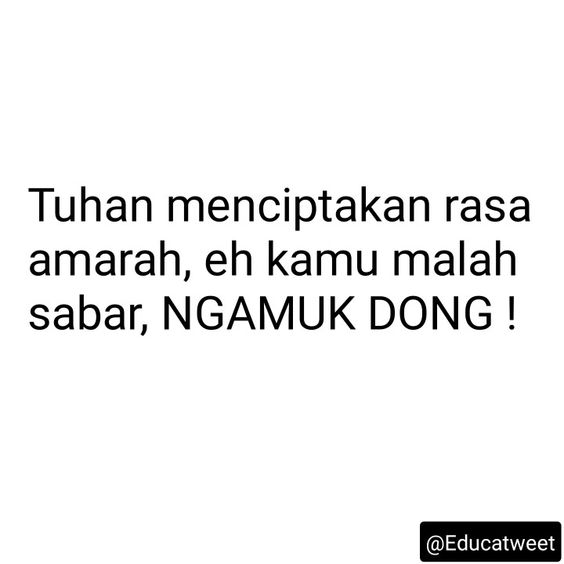 Tuhan menciptakan rasa
amarah, eh kamu malah
sabar, NGAMUK DONG !
@Educatweet